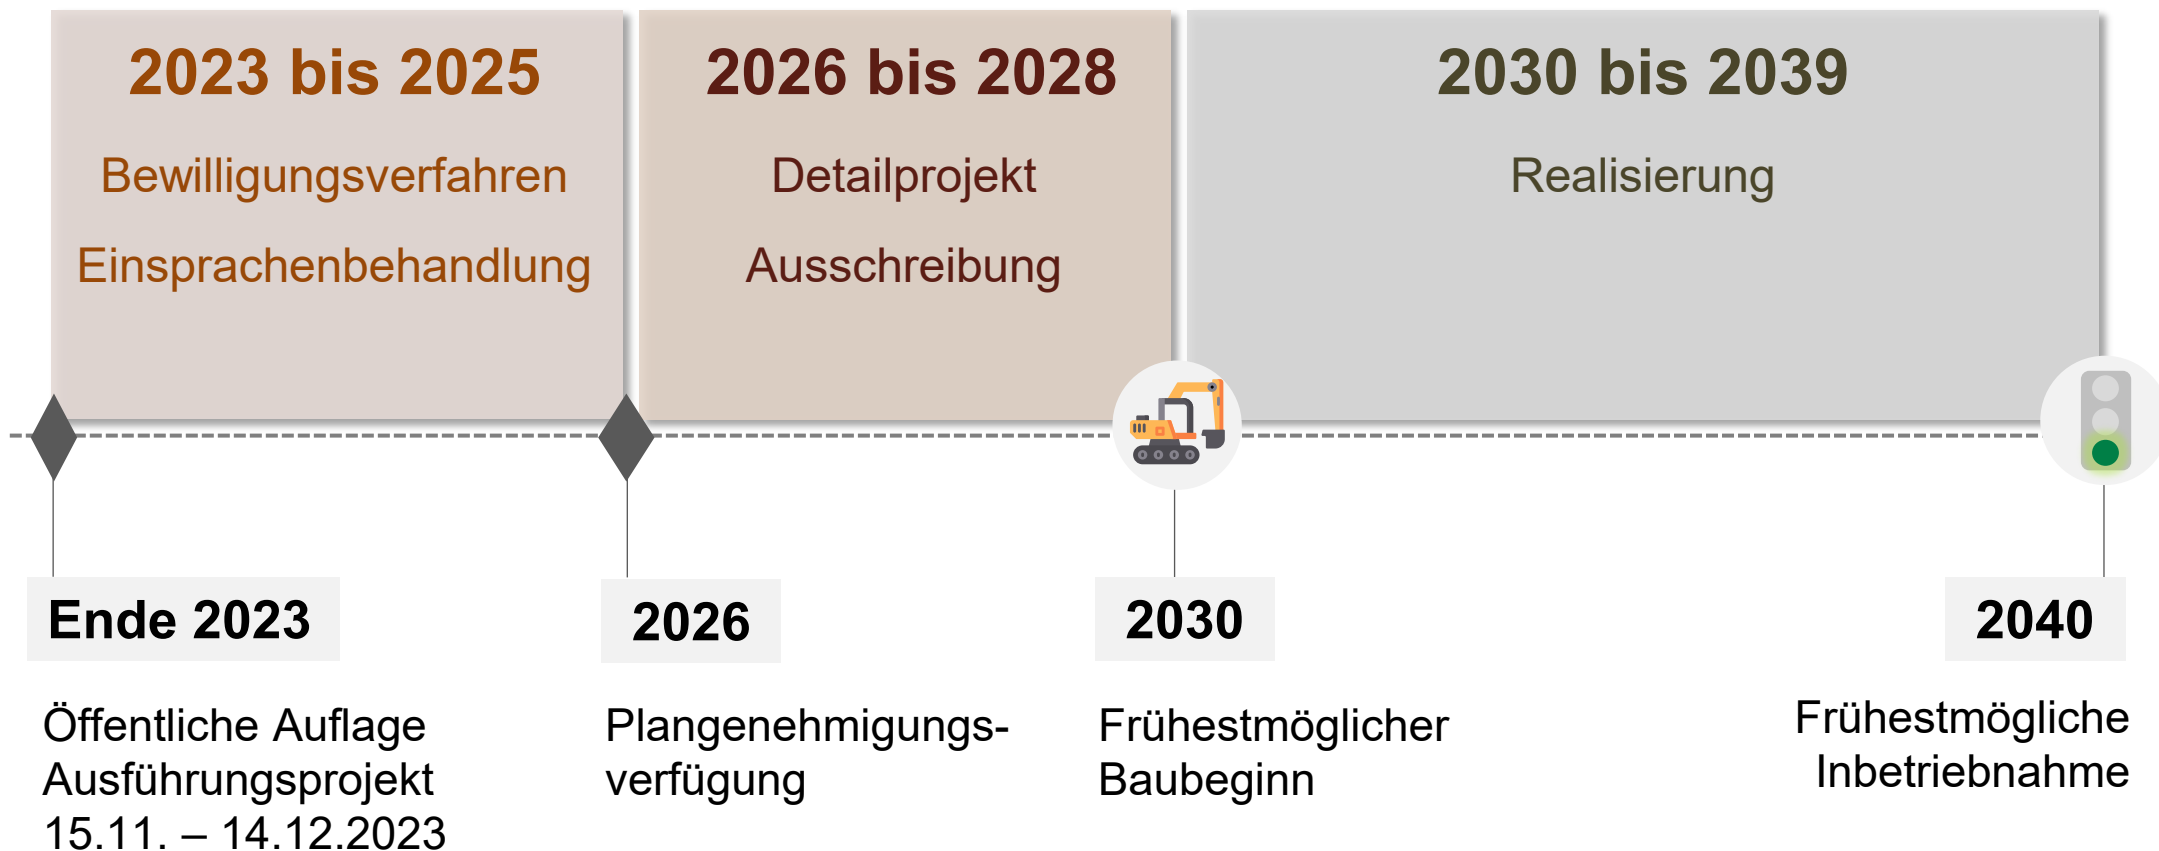 2023 bis 2025
Bewilligungsverfahren
Einsprachenbehandlung
2026 bis 2028
Detailprojekt
Ausschreibung
2030 bis 2039
Realisierung
Ende 2023
Öffentliche Auflage
Ausführungsprojekt
15.11. – 14.12.2023
2026
Plangenehmigungs-
verfügung
2030
Frühestmöglicher
Baubeginn
2040
Frühestmögliche
Inbetriebnahme